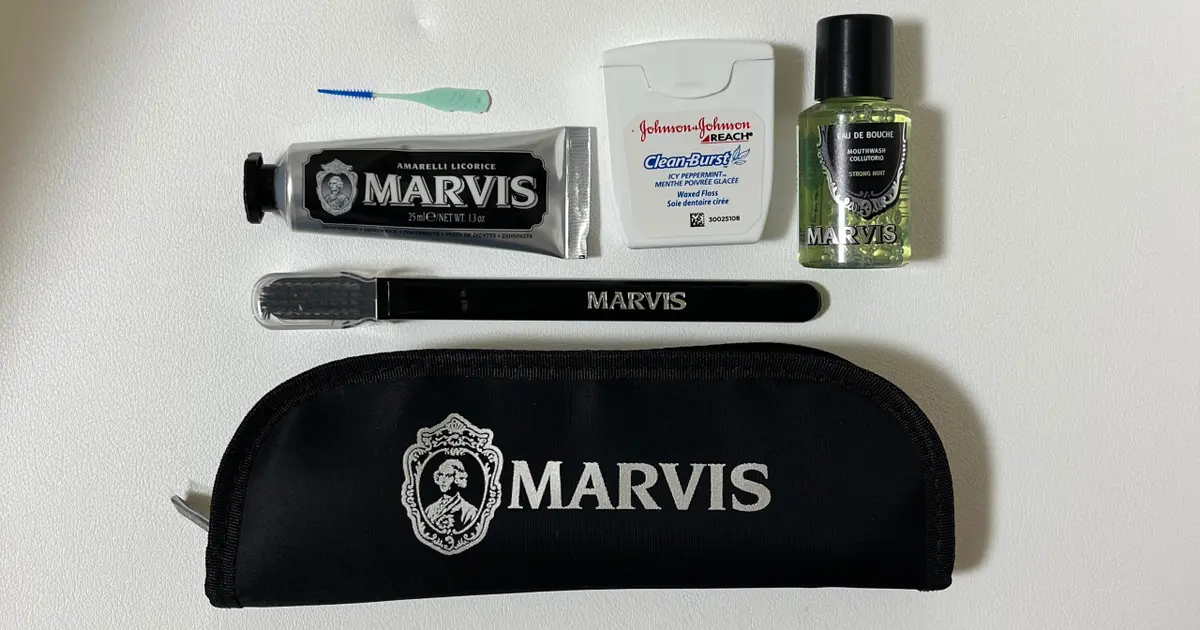 AMARELLI LICORICE
MARVIS
25 ml e/NET WT. 1.3 oz
Johnson & Johnson
REACH®
Clean-Burst
ICY PEPPERMINT™
MENTHE POIVRÉE GLACÉE
Waxed Floss
Soie dentaire cirée
30025108
EAU DE BOUCHE
MOUTHWASH
COLLUTORIO
STRONG MINT
MARVIS
MARVIS
MARVIS